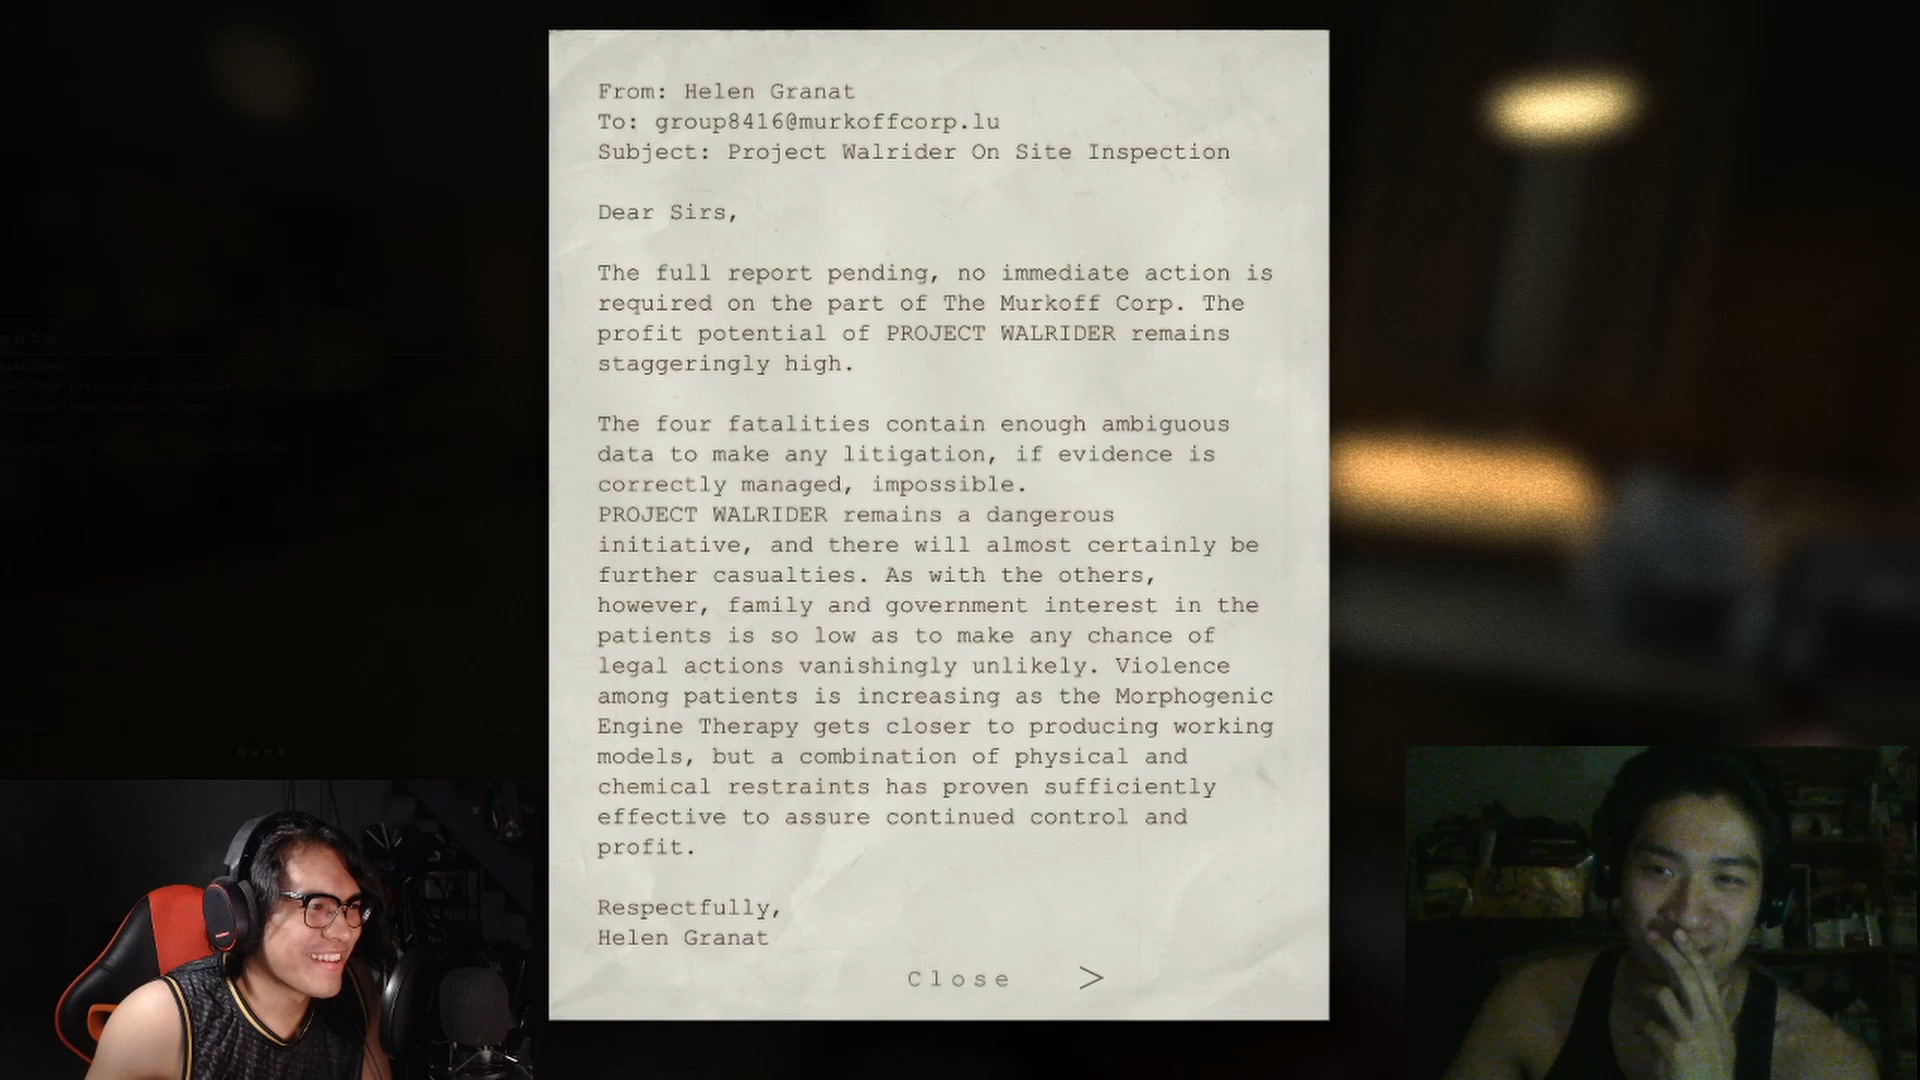 From: Helen Granat
To: group8416@murkoffcorp.lu
Subject: Project Walrider On Site Inspection
Dear Sirs,
The full report pending, no immediate action is
required on the part of The Murkoff Corp. The
profit potential of PROJECT WALRIDER remains
staggeringly high.
The four fatalities contain enough ambiguous
data to make any litigation, if evidence is
correctly managed, impossible.
PROJECT WALRIDER remains a dangerous
initiative, and there will almost certainly be
further casualties. As with the others,
however, family and government interest in the
patients is so low as to make any chance of
legal actions vanishingly unlikely. Violence
among patients is increasing as the Morphogenic
Engine Therapy gets closer to producing working
models, but a combination of physical and
chemical restraints has proven sufficiently
effective to assure continued control and
profit.
Respectfully,
Helen Granat
Close >
Back